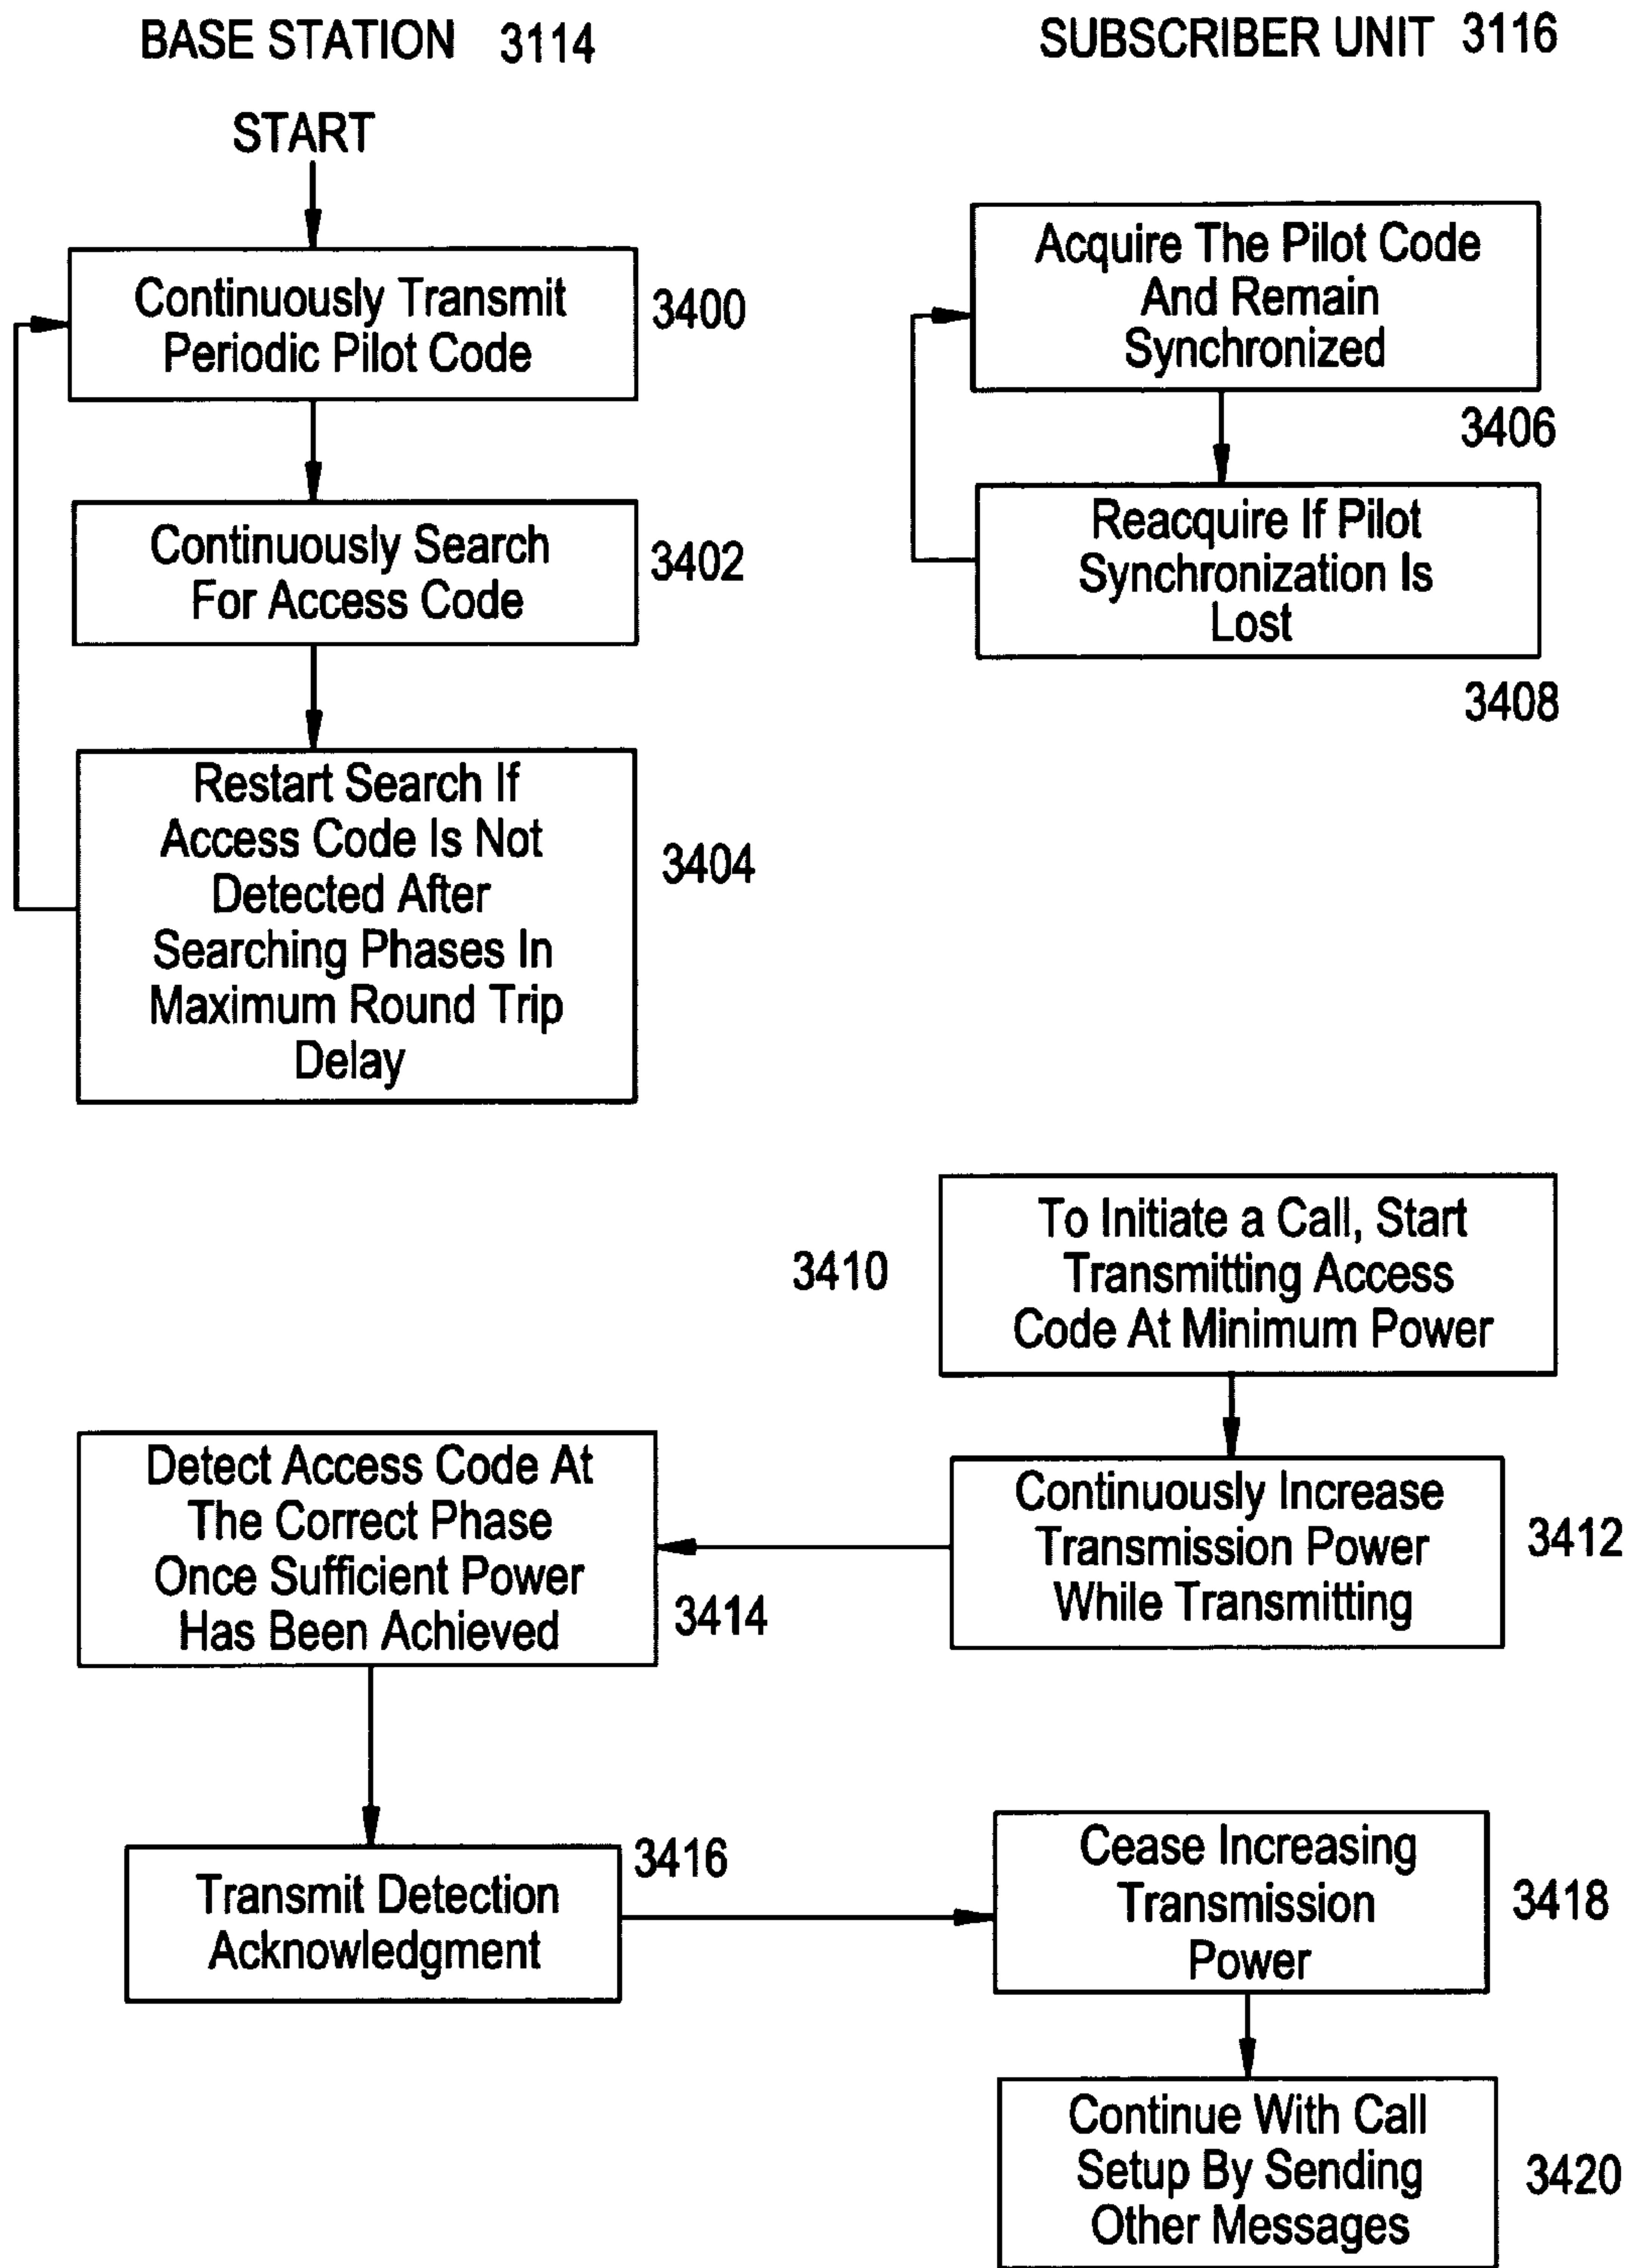 BASE STATION 3114
SUBSCRIBER UNIT 3116
START
Continuously Transmit
Periodic Pilot Code
3400
Acquire The Pilot Code
And Remain
Synchronized
3406
Continuously Search
For Access Code
3402
Reacquire If Pilot
Synchronization Is
Lost
3408
Restart Search If
Access Code Is Not
Detected After
Searching Phases In
Maximum Round Trip
Delay
3404
3410
To Initiate a Call, Start
Transmitting Access
Code At Minimum Power
Continuously Increase
Transmission Power
While Transmitting
3412
Detect Access Code At
The Correct Phase
Once Sufficient Power
Has Been Achieved
3414
Transmit Detection
Acknowledgment
3416
Cease Increasing
Transmission
Power
3418
Continue With Call
Setup By Sending
Other Messages
3420